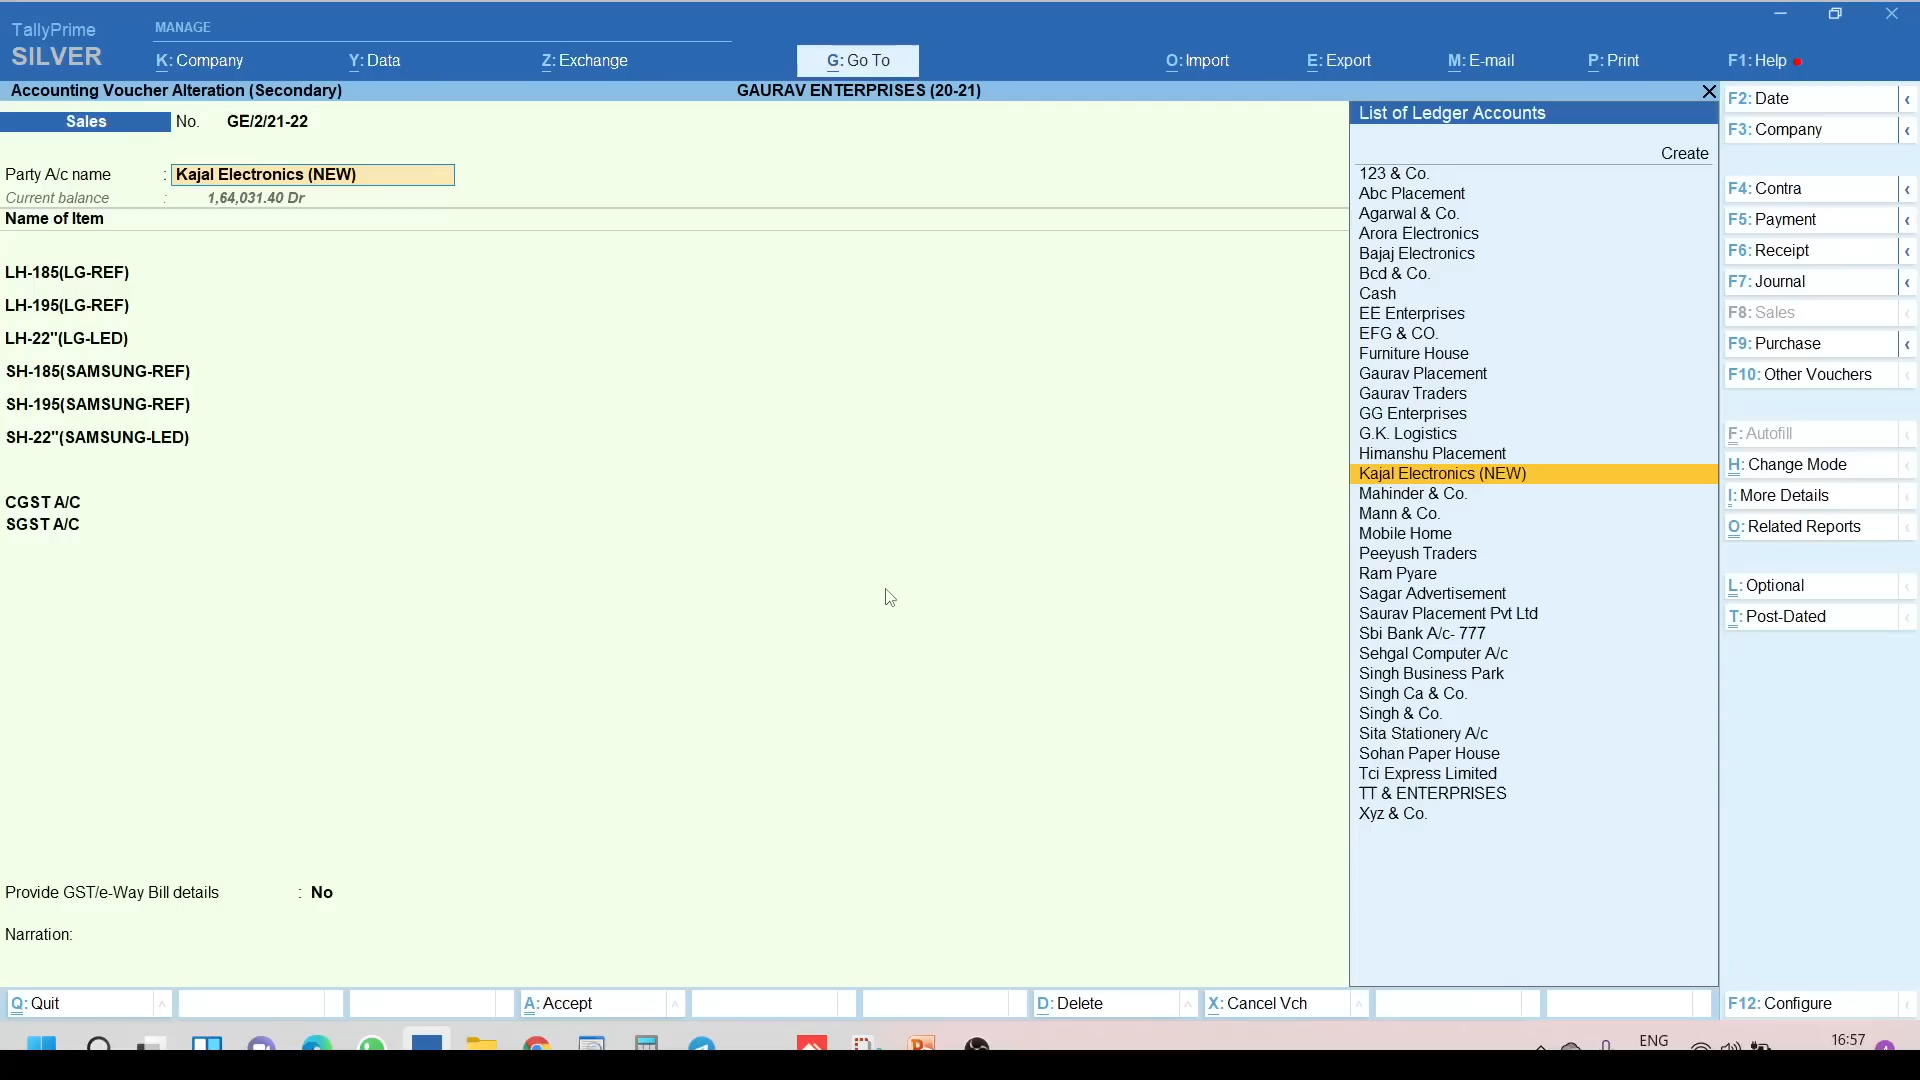 TallyPrime
SILVER
MANAGE
K: Company
Y: Data
Z: Exchange
G: Go To
O: Import
E: Export
M: E-mail
P: Print
F1: Help
Accounting Voucher Alteration (Secondary)
GAURAV ENTERPRISES (20-21)
Sales No. GE/2/21-22
Party A/c name : Kajal Electronics (NEW)
Current balance : 1,64,031.40 Dr
Name of Item
LH-185(LG-REF)
LH-195(LG-REF)
LH-22"(LG-LED)
SH-185(SAMSUNG-REF)
SH-195(SAMSUNG-REF)
SH-22"(SAMSUNG-LED)
CGST A/C
SGST A/C
Provide GST/e-Way Bill details : No
Narration:
List of Ledger Accounts
Create
123 & Co.
Abc Placement
Agarwal & Co.
Arora Electronics
Bajaj Electronics
Bcd & Co.
Cash
EE Enterprises
EFG & CO.
Furniture House
Gaurav Placement
Gaurav Traders
GG Enterprises
G.K. Logistics
Himanshu Placement
Kajal Electronics (NEW)
Mahinder & Co.
Mann & Co.
Mobile Home
Peeyush Traders
Ram Pyare
Sagar Advertisement
Saurav Placement Pvt Ltd
Sbi Bank A/c- 777
Sehgal Computer A/c
Singh Business Park
Singh Ca & Co.
Singh & Co.
Sita Stationery A/c
Sohan Paper House
Tci Express Limited
TT & ENTERPRISES
Xyz & Co.
F2: Date
F3: Company
F4: Contra
F5: Payment
F6: Receipt
F7: Journal
F8: Sales
F9: Purchase
F10: Other Vouchers
F: Autofill
H: Change Mode
I: More Details
O: Related Reports
L: Optional
T: Post-Dated
F12: Configure
Q: Quit
A: Accept
D: Delete
X: Cancel Vch
ENG
16:57